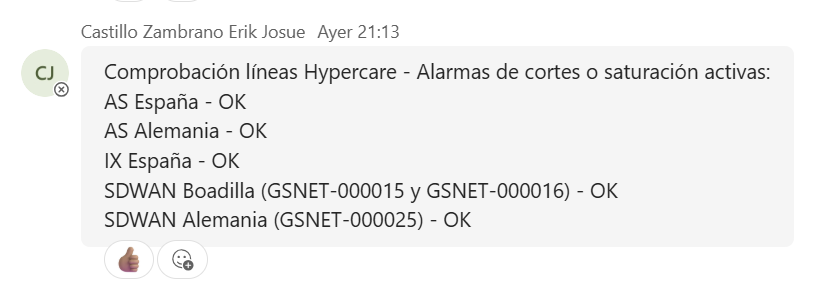 Castillo Zambrano Erik Josue Ayer 21:13
CJ
Comprobación líneas Hypercare - Alarmas de cortes o saturación activas:
AS España - OK
AS Alemania - OK
IX España - OK
SDWAN Boadilla (GSNET-000015 y GSNET-000016) - OK
SDWAN Alemania (GSNET-000025) - OK